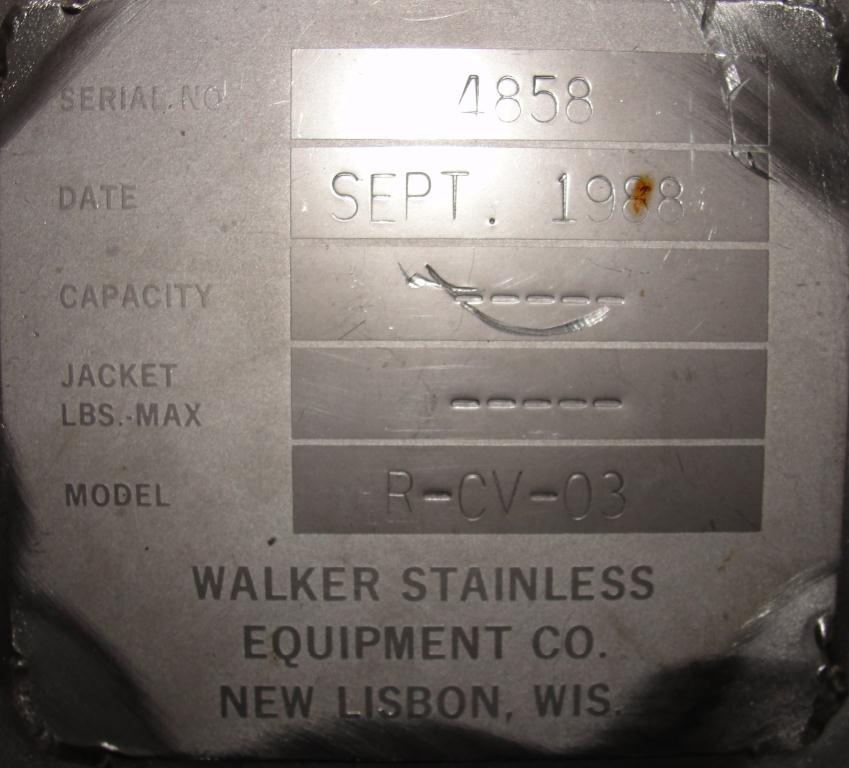 SERIAL NO. 4858
DATE SEPT. 1988
CAPACITY -----
JACKET
LBS.-MAX -----
MODEL R-CV-03
WALKER STAINLESS
EQUIPMENT CO.
NEW LISBON, WIS.